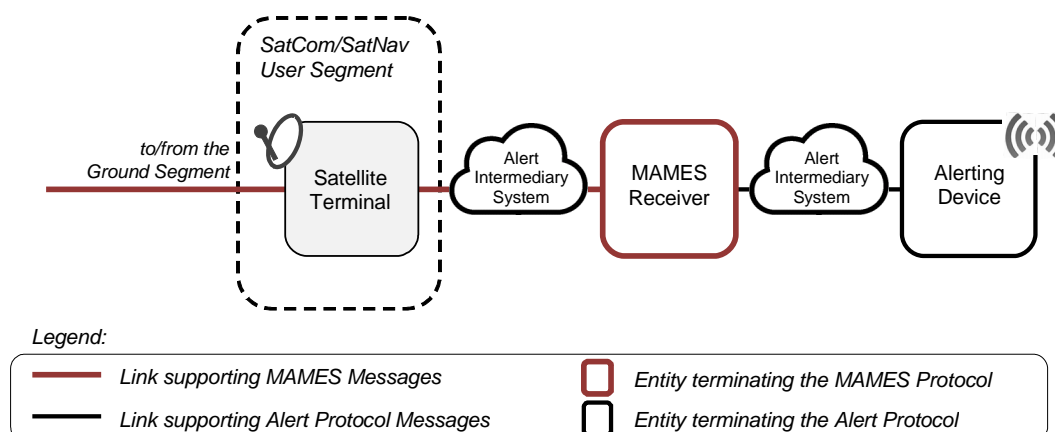 SatCom/SatNav
User Segment
to/from the
Ground Segment
Satellite
Terminal
Alert
Intermediary
System
MAMES
Receiver
Alert
Intermediary
System
Alerting
Device
Legend:
Link supporting MAMES Messages
Entity terminating the MAMES Protocol
Link supporting Alert Protocol Messages
Entity terminating the Alert Protocol